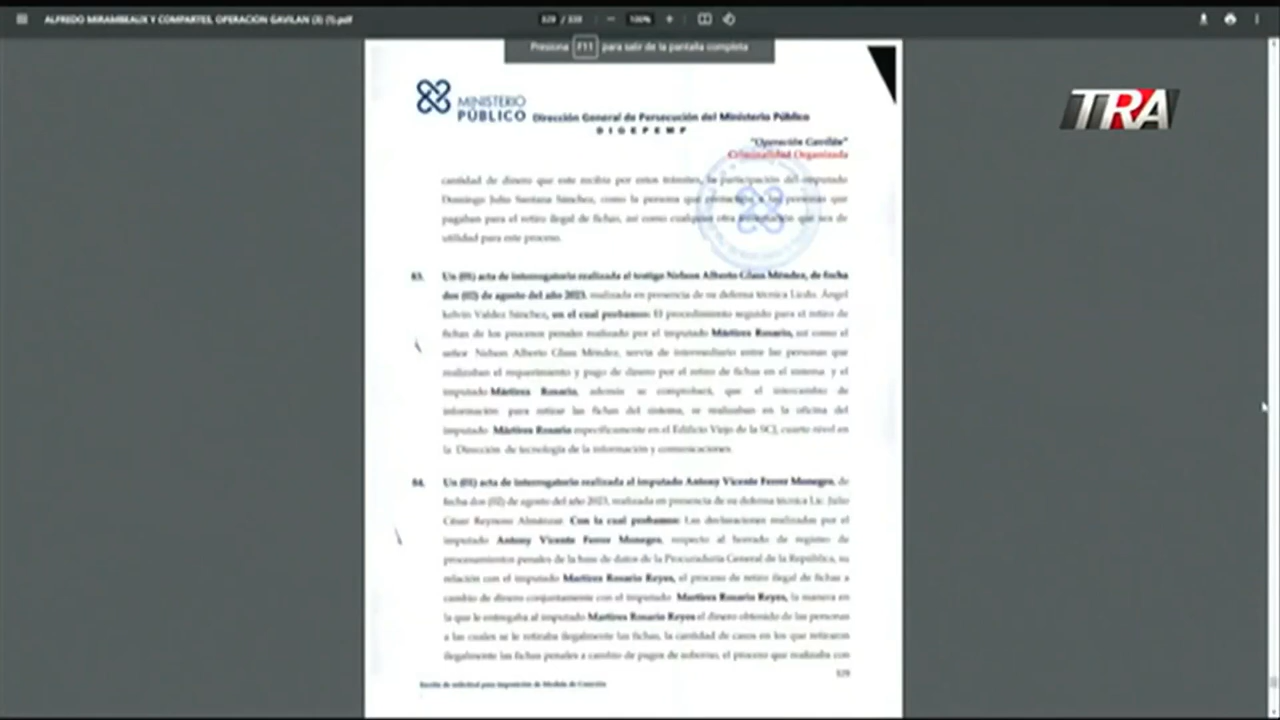 ALFREDO MIRAMBEAUX Y COMPARTES, OPERACION GAVILAN (3) (1).pdf
329 / 339
100%
Presiona F11 para salir de la pantalla completa
TRA
MINISTERIO
PÚBLICO
Dirección General de Persecución del Ministerio Público
DIGEPEMP
"Operación Gavilán"
Criminalidad Organizada
cantidad de dinero que este recibía por estos trámites, la participación del imputado
Domingo Julio Santana Sánchez, como la persona que contactaba a las personas que
pagaban para el retiro ilegal de fichas, así como cualquier otra que sea de
utilidad para este proceso.
83. Un (01) acta de interrogatorio realizada al testigo Nelson Alberto Glass Méndez, de fecha
dos (02) de agosto del año 2023, realizada en presencia de su defensa técnica Licdo. Ángel
Kelvin Valdez Sánchez, en el cual probamos: El procedimiento seguido para el retiro de
fichas de los procesos penales realizado por el imputado Mártires Rosario, así como el
señor Nelson Alberto Glass Méndez, servía de intermediario entre las personas que
realizaban el requerimiento y pago de dinero por el retiro de fichas en el sistema y el
imputado Mártires Rosario, además se comprobará, que el intercambio de
información para retirar las fichas del sistema, se realizaban en la oficina del
imputado Mártires Rosario específicamente en el Edificio Viejo de la SCJ, cuarto nivel en
la Dirección de tecnología de la información y comunicaciones.
84. Un (01) acta de interrogatorio realizada al imputado Antony Vicente Ferrer Monegro, de
fecha dos (02) de agosto del año 2023, realizada en presencia de su defensa técnica Lic. Julio
César Reynoso Almánzar. Con la cual probamos: Las declaraciones realizadas por el
imputado Antony Vicente Ferrer Monegro, respecto al borrado de registro de
procesamientos penales de la base de datos de la Procuraduría General de la República, su
relación con el imputado Martires Rosario Reyes, el proceso de retiro ilegal de fichas a
cambio de dinero conjuntamente con el imputado Martires Rosario Reyes, la manera en
la que le entregaba al imputado Martires Rosario Reyes el dinero obtenido de las personas
a las cuales se le retiraba ilegalmente las fichas, la cantidad de casos en los que retiraron
ilegalmente las fichas penales a cambio de pagos de soborno, el proceso que realizaba con
329
Escrito de solicitud para imposición de Medida de Coerción